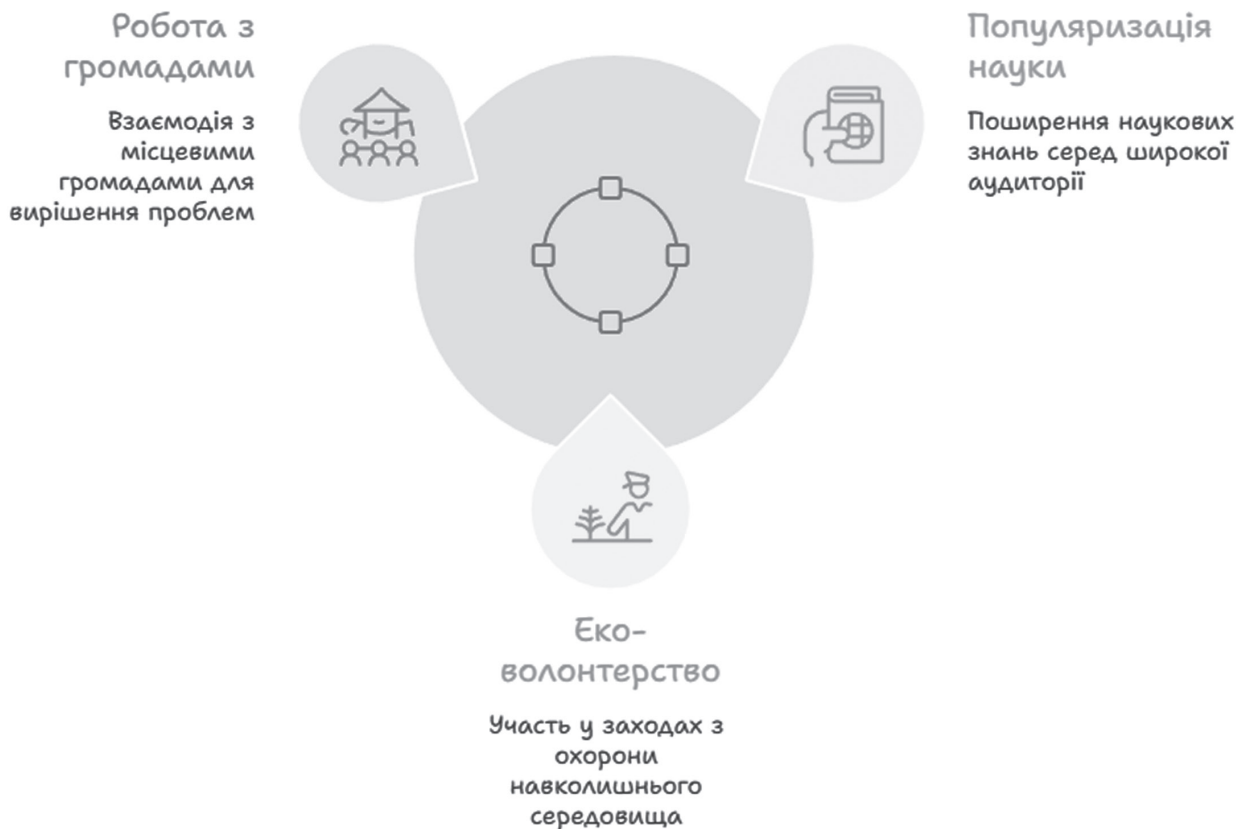 Робота з
громадами
Взаємодія з
місцевими
громадами для
вирішення проблем
Популяризація
науки
Поширення наукових
знань серед широкої
аудиторії
Еко-
волонтерство
Участь у заходах з
охорони
навколишнього
середовища